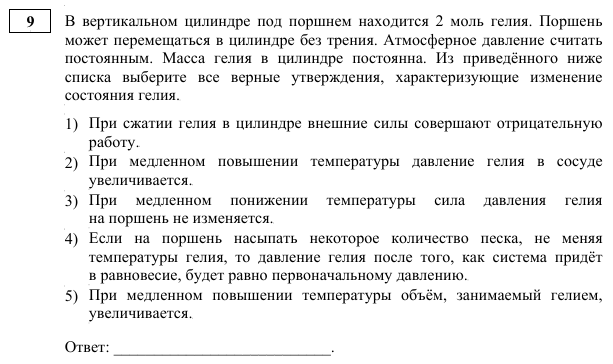 9 В вертикальном цилиндре под поршнем находится 2 моль гелия. Поршень
может перемещаться в цилиндре без трения. Атмосферное давление считать
постоянным. Масса гелия в цилиндре постоянна. Из приведённого ниже
списка выберите все верные утверждения, характеризующие изменение
состояния гелия.
1) При сжатии гелия в цилиндре внешние силы совершают отрицательную
работу.
2) При медленном повышении температуры давление гелия в сосуде
увеличивается.
3) При медленном понижении температуры сила давления гелия
на поршень не изменяется.
4) Если на поршень насыпать некоторое количество песка, не меняя
температуры гелия, то давление гелия после того, как система придёт
в равновесие, будет равно первоначальному давлению.
5) При медленном повышении температуры объём, занимаемый гелием,
увеличивается.
Ответ: ___________________________.